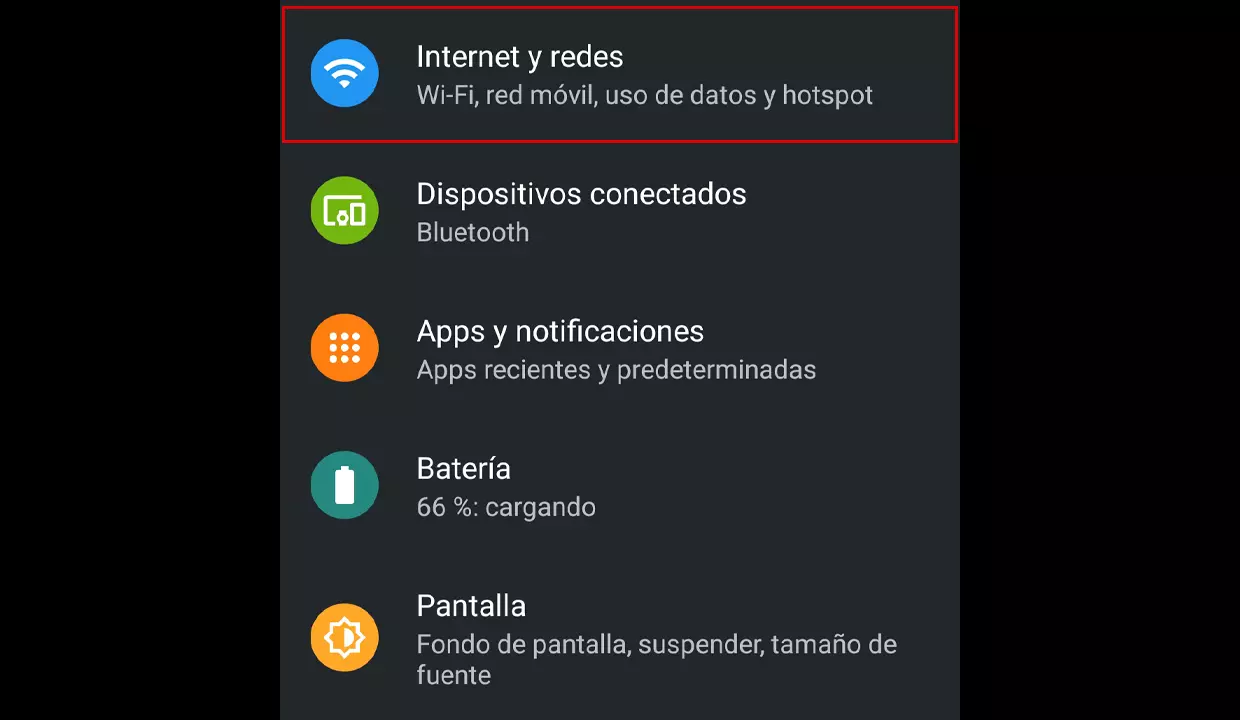 Internet y redes
Wi-Fi, red móvil, uso de datos y hotspot
Dispositivos conectados
Bluetooth
Apps y notificaciones
Apps recientes y predeterminadas
Batería
66 %: cargando
Pantalla
Fondo de pantalla, suspender, tamaño de
fuente